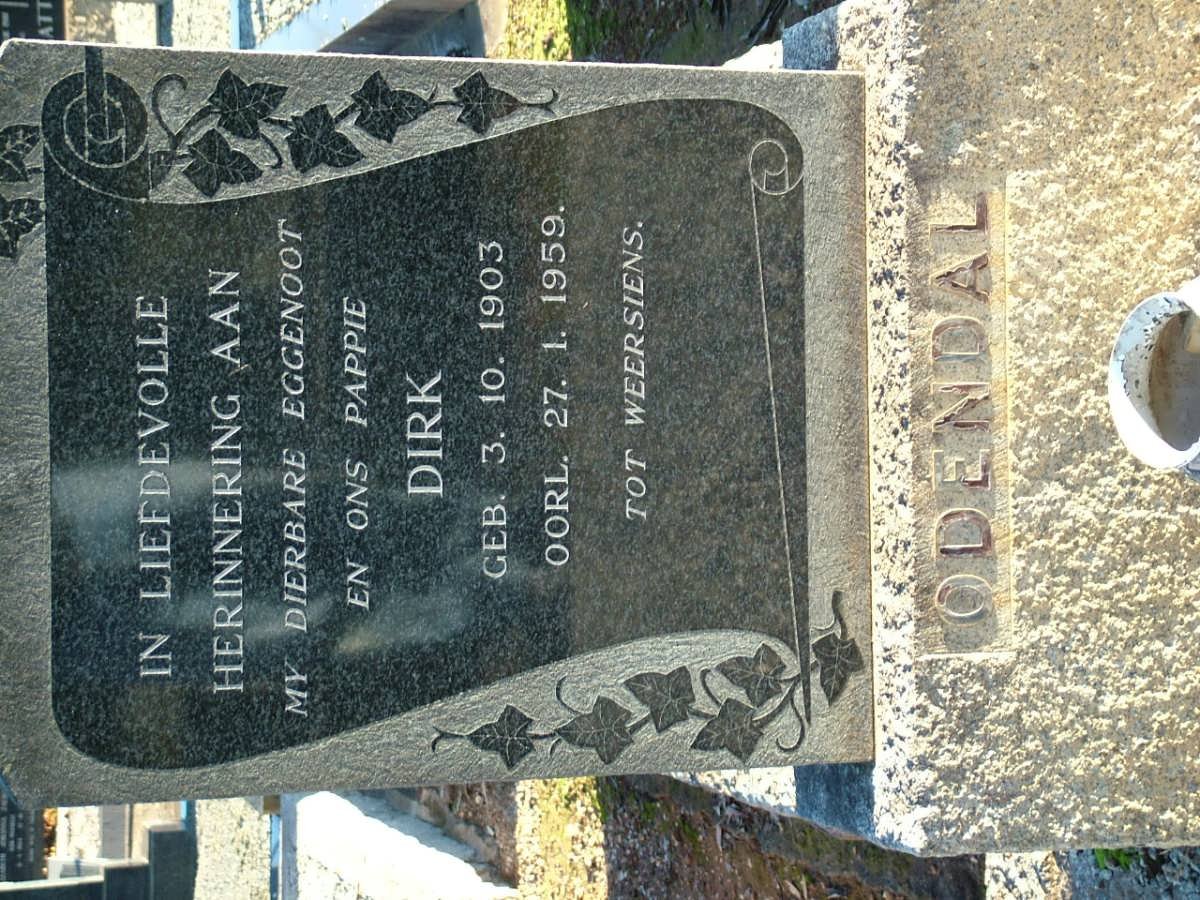 IN LIEFDEVOLLE
HERINNERING AAN
MY DIERBARE EGGENOOT
EN ONS PAPPIE
DIRK
GEB. 3. 10. 1903
OORL. 27. 1. 1959.
TOT WEERSIENS.
ODENDAL